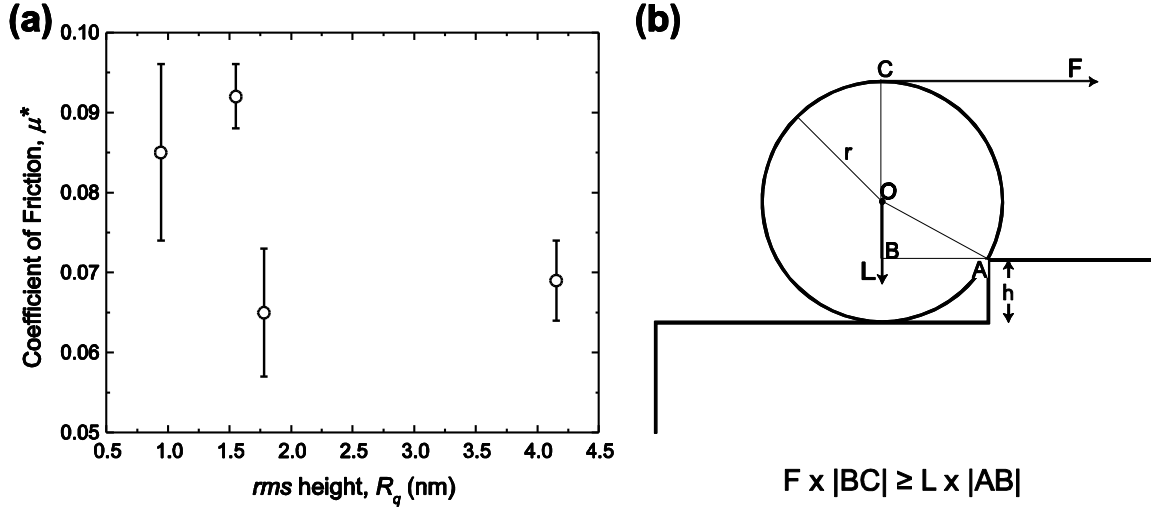 (a)
0.10
0.09
0.08
0.07
0.06
0.05
Coefficient of Friction, μ*
0.5 1.0 1.5 2.0 2.5 3.0 3.5 4.0 4.5
rms height, Rq (nm)
(b)
C
F
r
O
B
L
A
h
F x |BC| ≥ L x |AB|